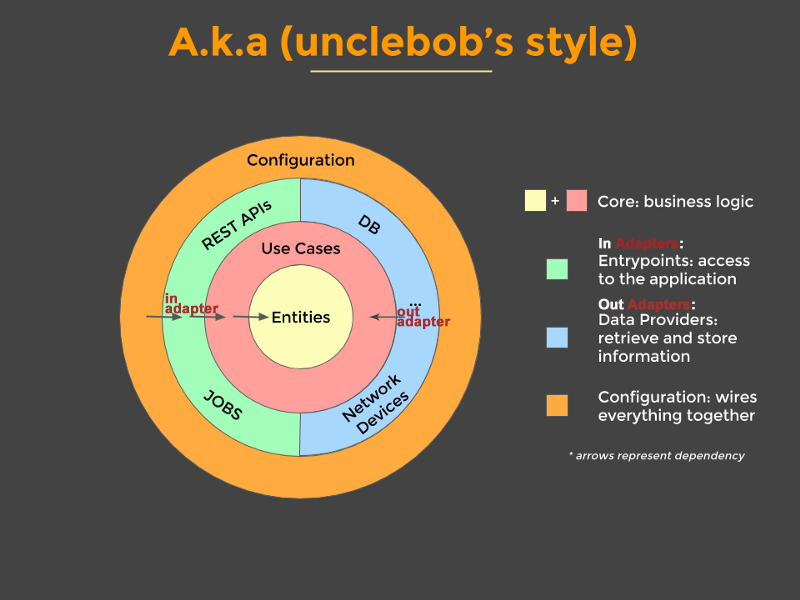 A.k.a (unclebob's style)
Configuration
REST APIs
DB
Use Cases
in
adapter
Entities
...
out
adapter
JOBS
Network
Devices
+
Core: business logic
In Adapters:
Entrypoints: access
to the application
Out Adapters:
Data Providers:
retrieve and store
information
Configuration: wires
everything together
* arrows represent dependency